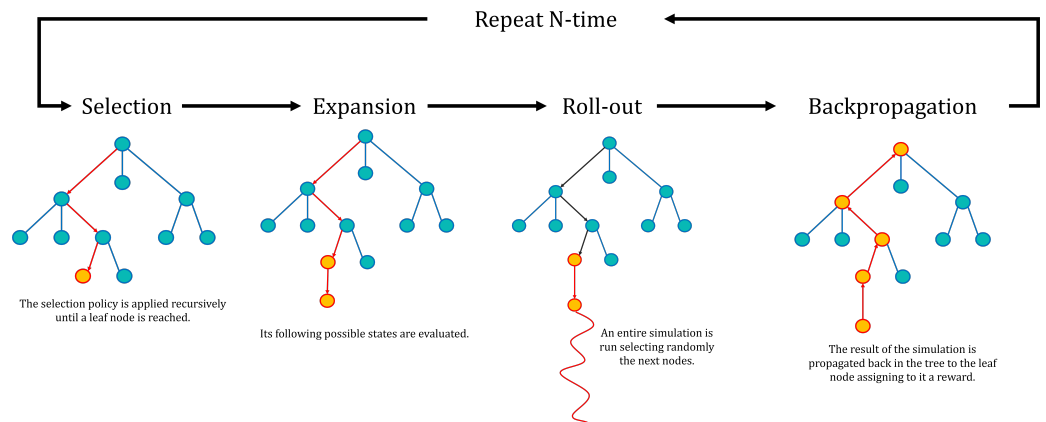 Repeat N-time
Selection
Expansion
Roll-out
Backpropagation
The selection policy is applied recursively
until a leaf node is reached.
Its following possible states are evaluated.
An entire simulation is
run selecting randomly
the next nodes.
The result of the simulation is
propagated back in the tree to the leaf
node assigning to it a reward.